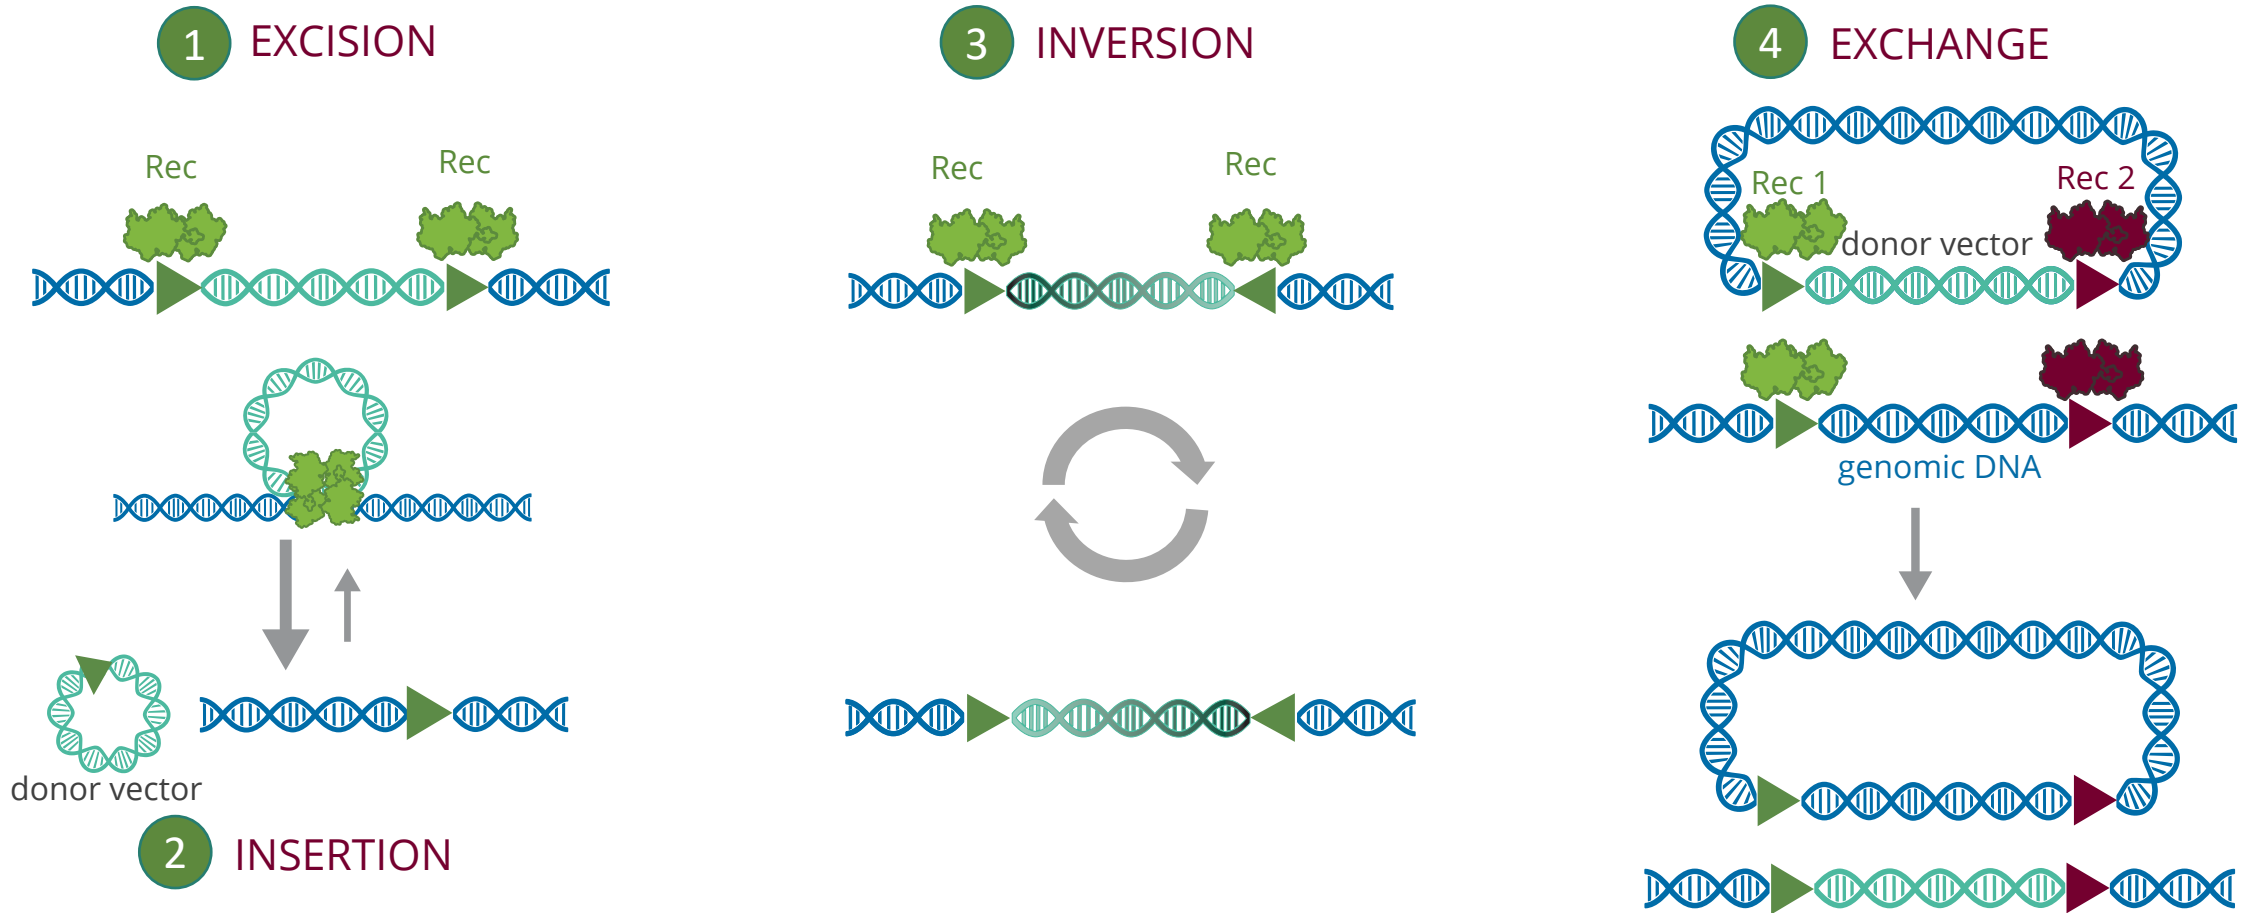 1 EXCISION
Rec
Rec
donor vector
2 INSERTION
3 INVERSION
Rec
Rec
4 EXCHANGE
Rec 1
Rec 2
donor vector
genomic DNA